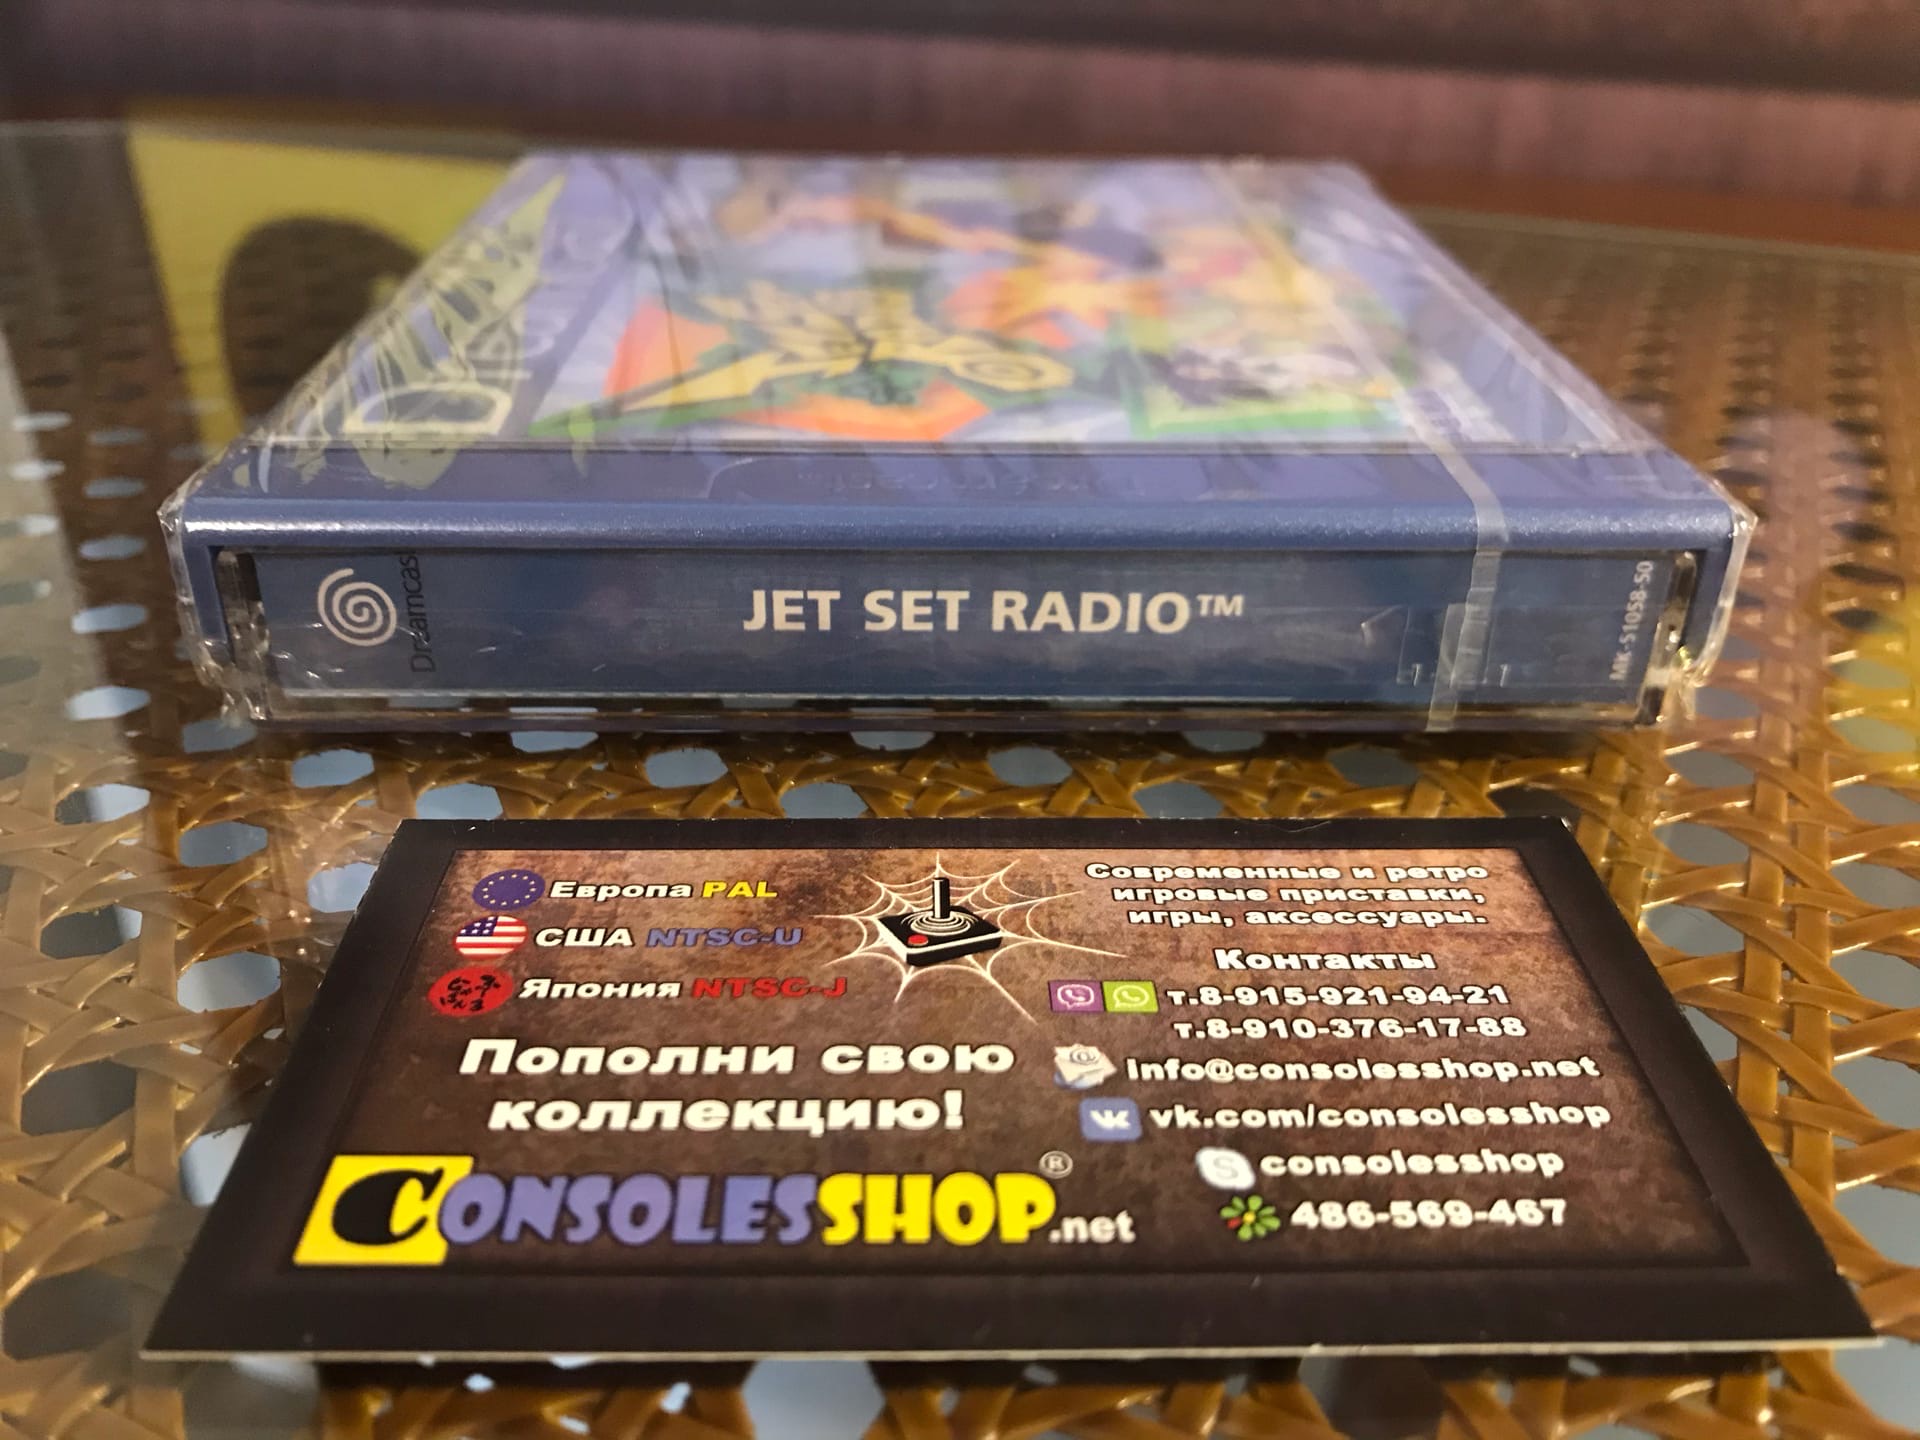 Dreamcast
JET SET RADIO™
MK-51058-50
Европа PAL
США NTSC-U
Япония NTSC-J
Пополни свою
коллекцию!
CONSOLESSHOP.net®
Современные и ретро
игровые приставки,
игры, аксессуары.
Контакты
т.8-915-921-94-21
т.8-910-376-17-88
info@consolesshop.net
vk.com/consolesshop
consolesshop
486-569-467